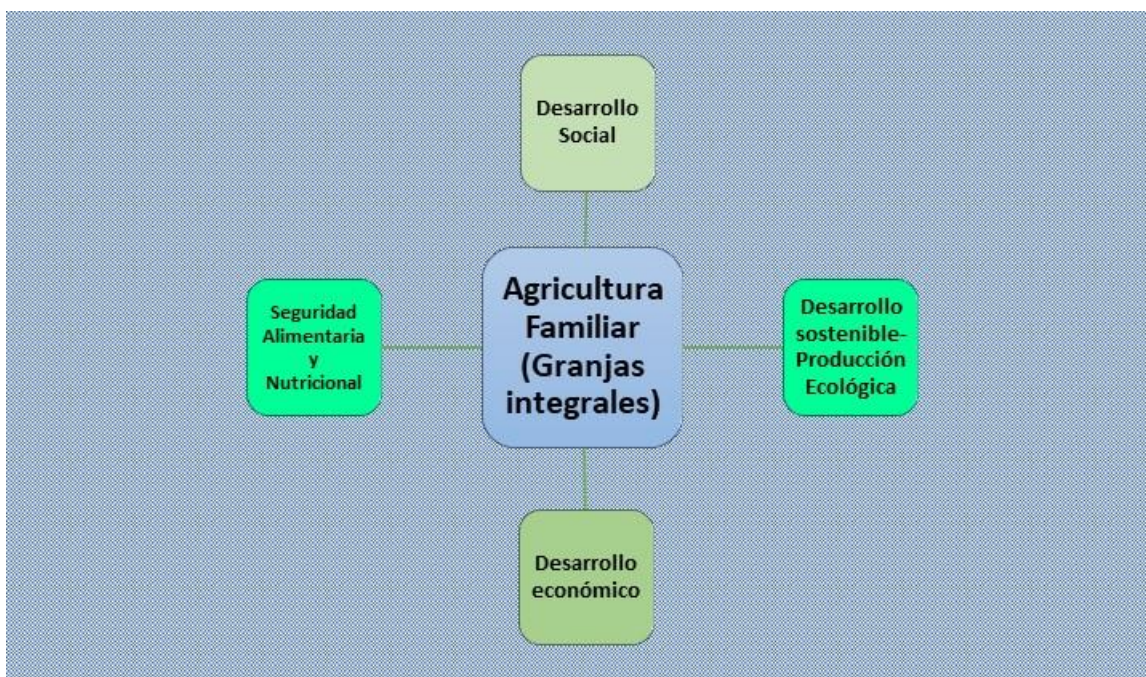 Desarrollo
Social
Agricultura
Familiar
(Granjas
integrales)
Seguridad
Alimentaria
y
Nutricional
Desarrollo
sostenible-
Producción
Ecológica
Desarrollo
económico